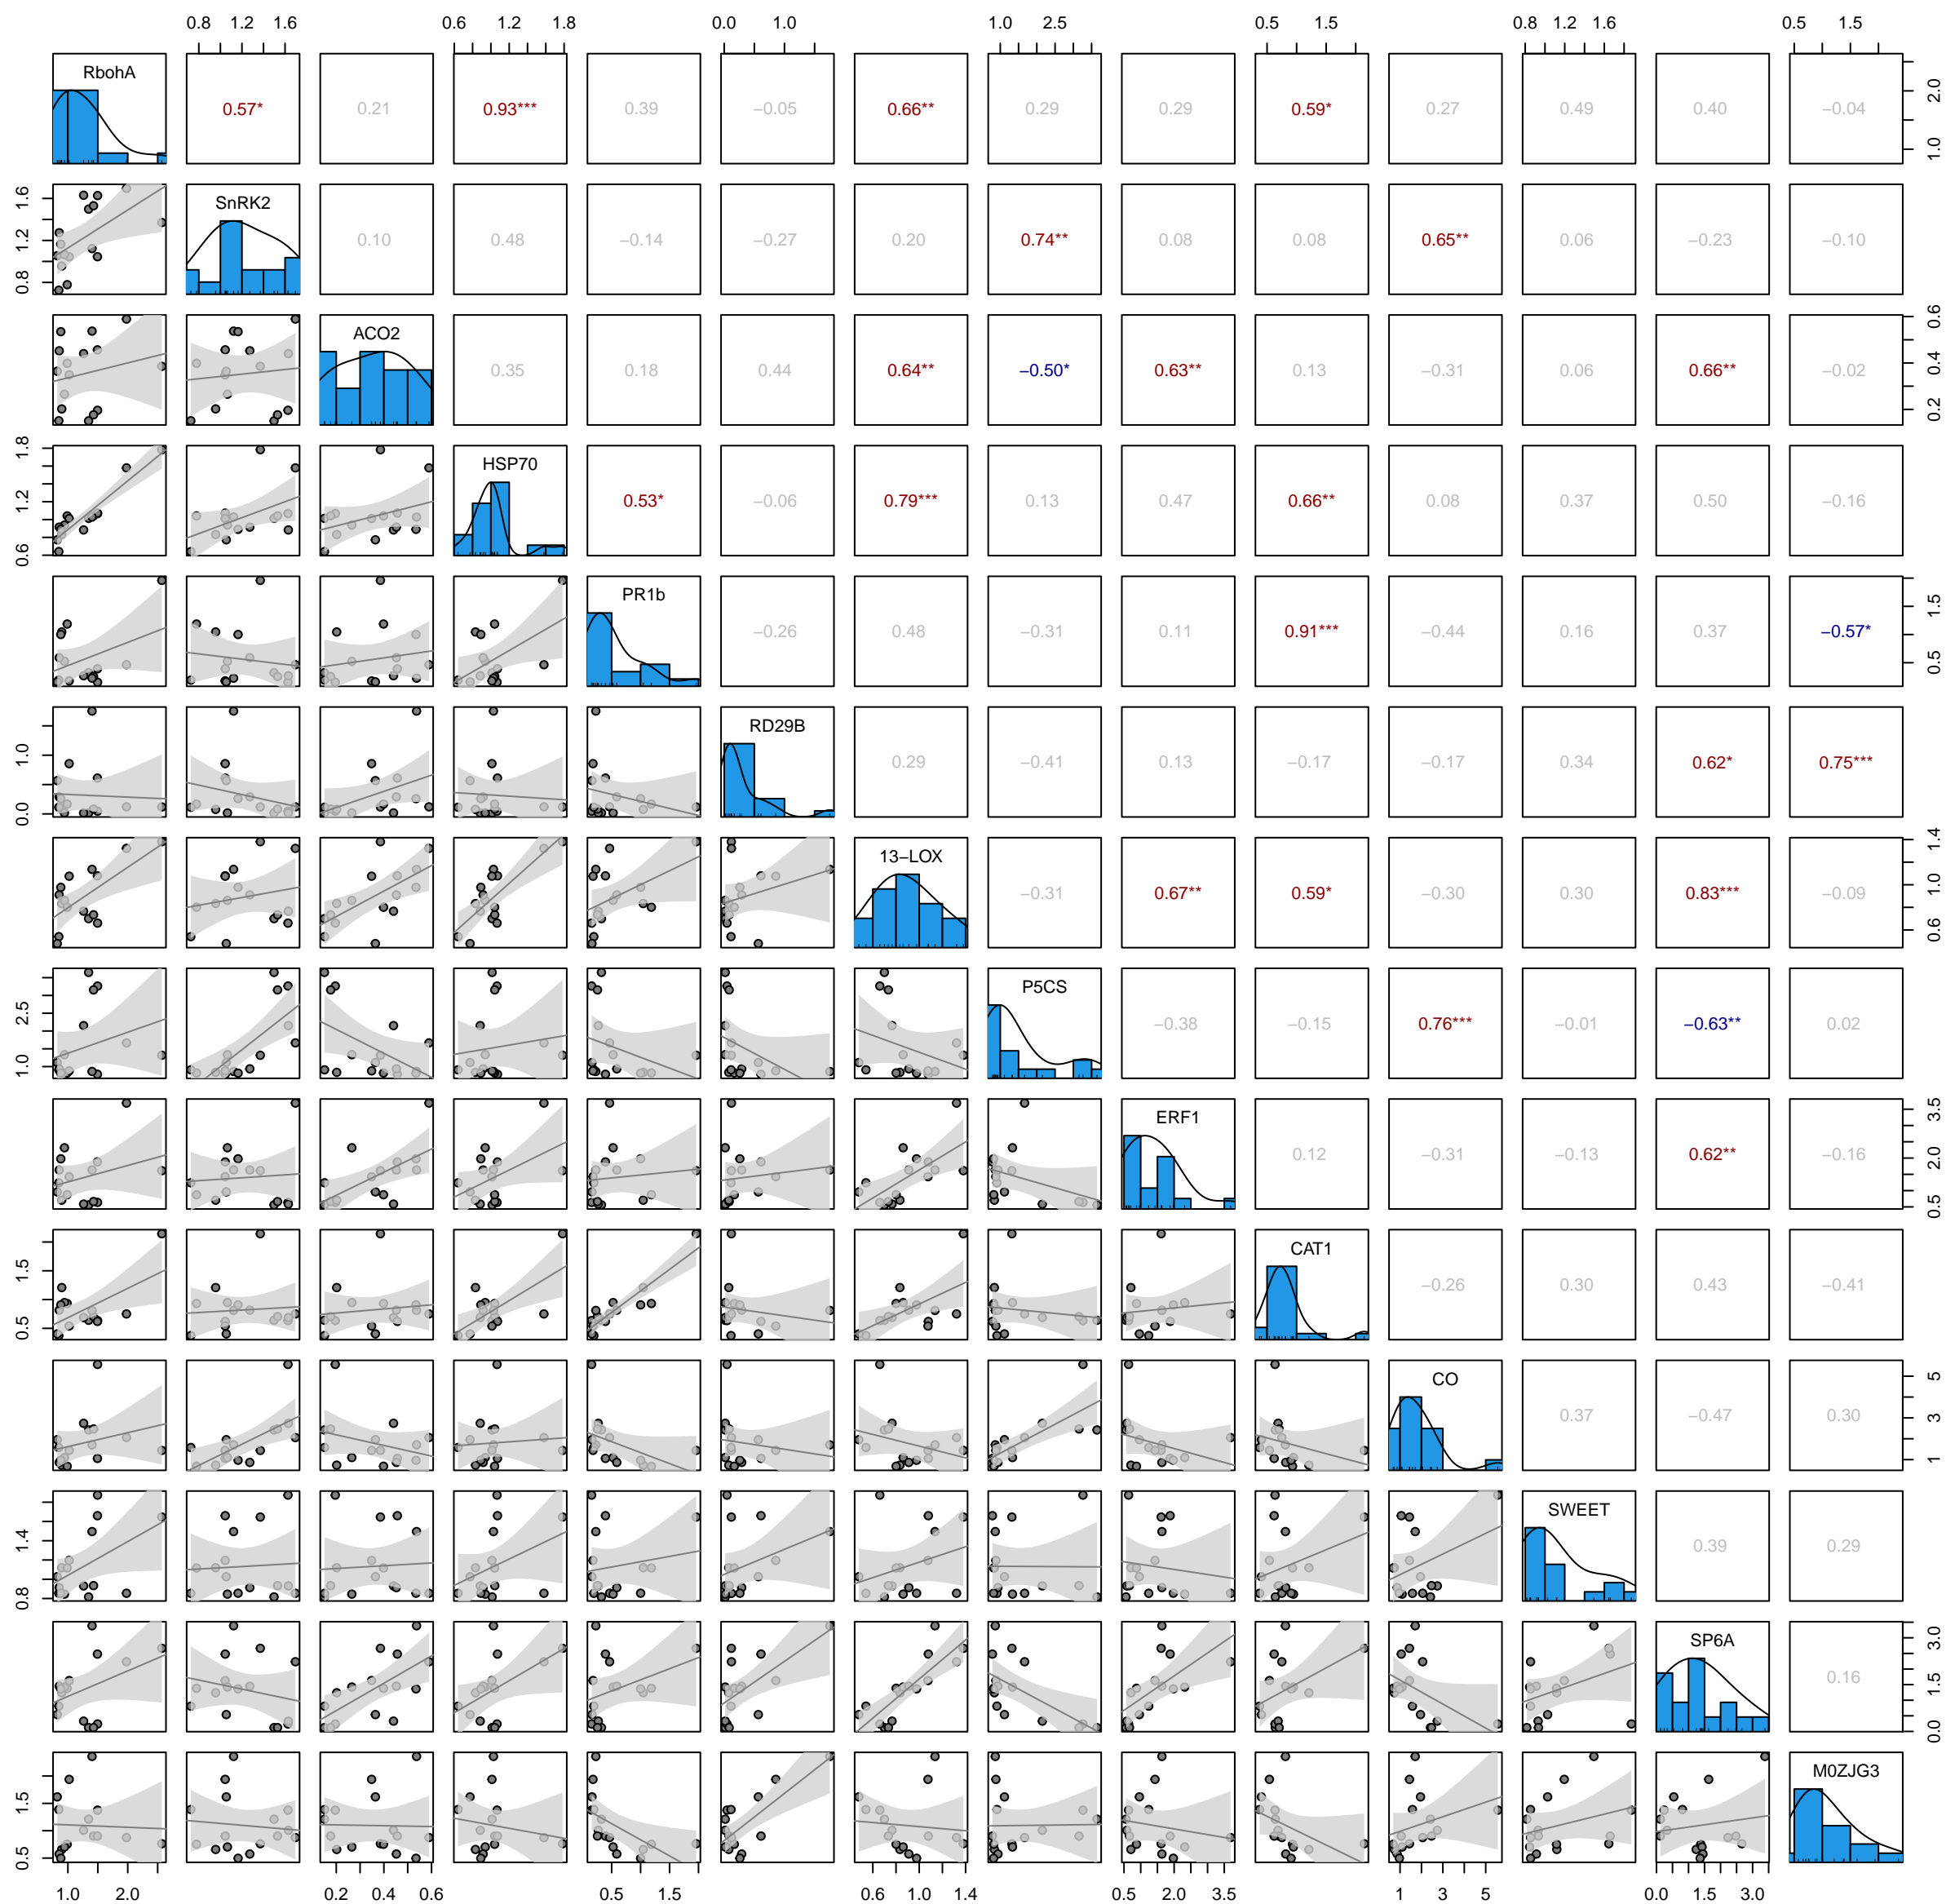 0.8 1.2 1.6 0.6 1.2 1.8 0.0 1.0 1.0 2.5 0.5 1.5 0.8 1.2 1.6 0.5 1.5
RbohA 0.57* 0.21 0.93*** 0.39 −0.05 0.66** 0.29 0.29 0.59* 0.27 0.49 0.40 −0.04 1.0 2.0
0.8 1.2 1.6 SnRK2 0.10 0.48 −0.14 −0.27 0.20 0.74** 0.08 0.08 0.65** 0.06 −0.23 −0.10
ACO2 0.35 0.18 0.44 0.64** −0.50* 0.63** 0.13 −0.31 0.06 0.66** −0.02 0.2 0.4 0.6
0.6 1.2 1.8 HSP70 0.53* −0.06 0.79*** 0.13 0.47 0.66** 0.08 0.37 0.50 −0.16
PR1b −0.26 0.48 −0.31 0.11 0.91*** −0.44 0.16 0.37 −0.57* 0.5 1.5
0.0 1.0 RD29B 0.29 −0.41 0.13 −0.17 −0.17 0.34 0.62* 0.75***
13−LOX −0.31 0.67** 0.59* −0.30 0.30 0.83*** −0.09 0.6 1.0 1.4
1.0 2.5 P5CS −0.38 −0.15 0.76*** −0.01 −0.63** 0.02
ERF1 0.12 −0.31 −0.13 0.62** −0.16 0.5 2.0 3.5
0.5 1.5 CAT1 −0.26 0.30 0.43 −0.41
CO 0.37 −0.47 0.30 1 3 5
0.8 1.4 SWEET 0.39 0.29
SP6A 0.16 0.0 1.5 3.0
0.5 1.5 M0ZJG3
1.0 2.0 0.2 0.4 0.6 0.5 1.5 0.6 1.0 1.4 0.5 2.0 3.5 1 3 5 0.0 1.5 3.0